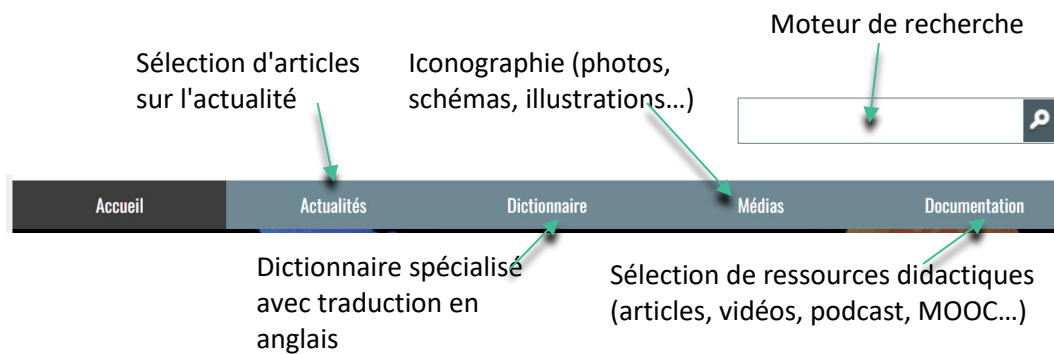 Moteur de recherche
Sélection d'articles
sur l'actualité
Iconographie (photos,
schémas, illustrations…)
Accueil
Actualités
Dictionnaire
Médias
Documentation
Dictionnaire spécialisé
avec traduction en
anglais
Sélection de ressources didactiques
(articles, vidéos, podcast, MOOC…)